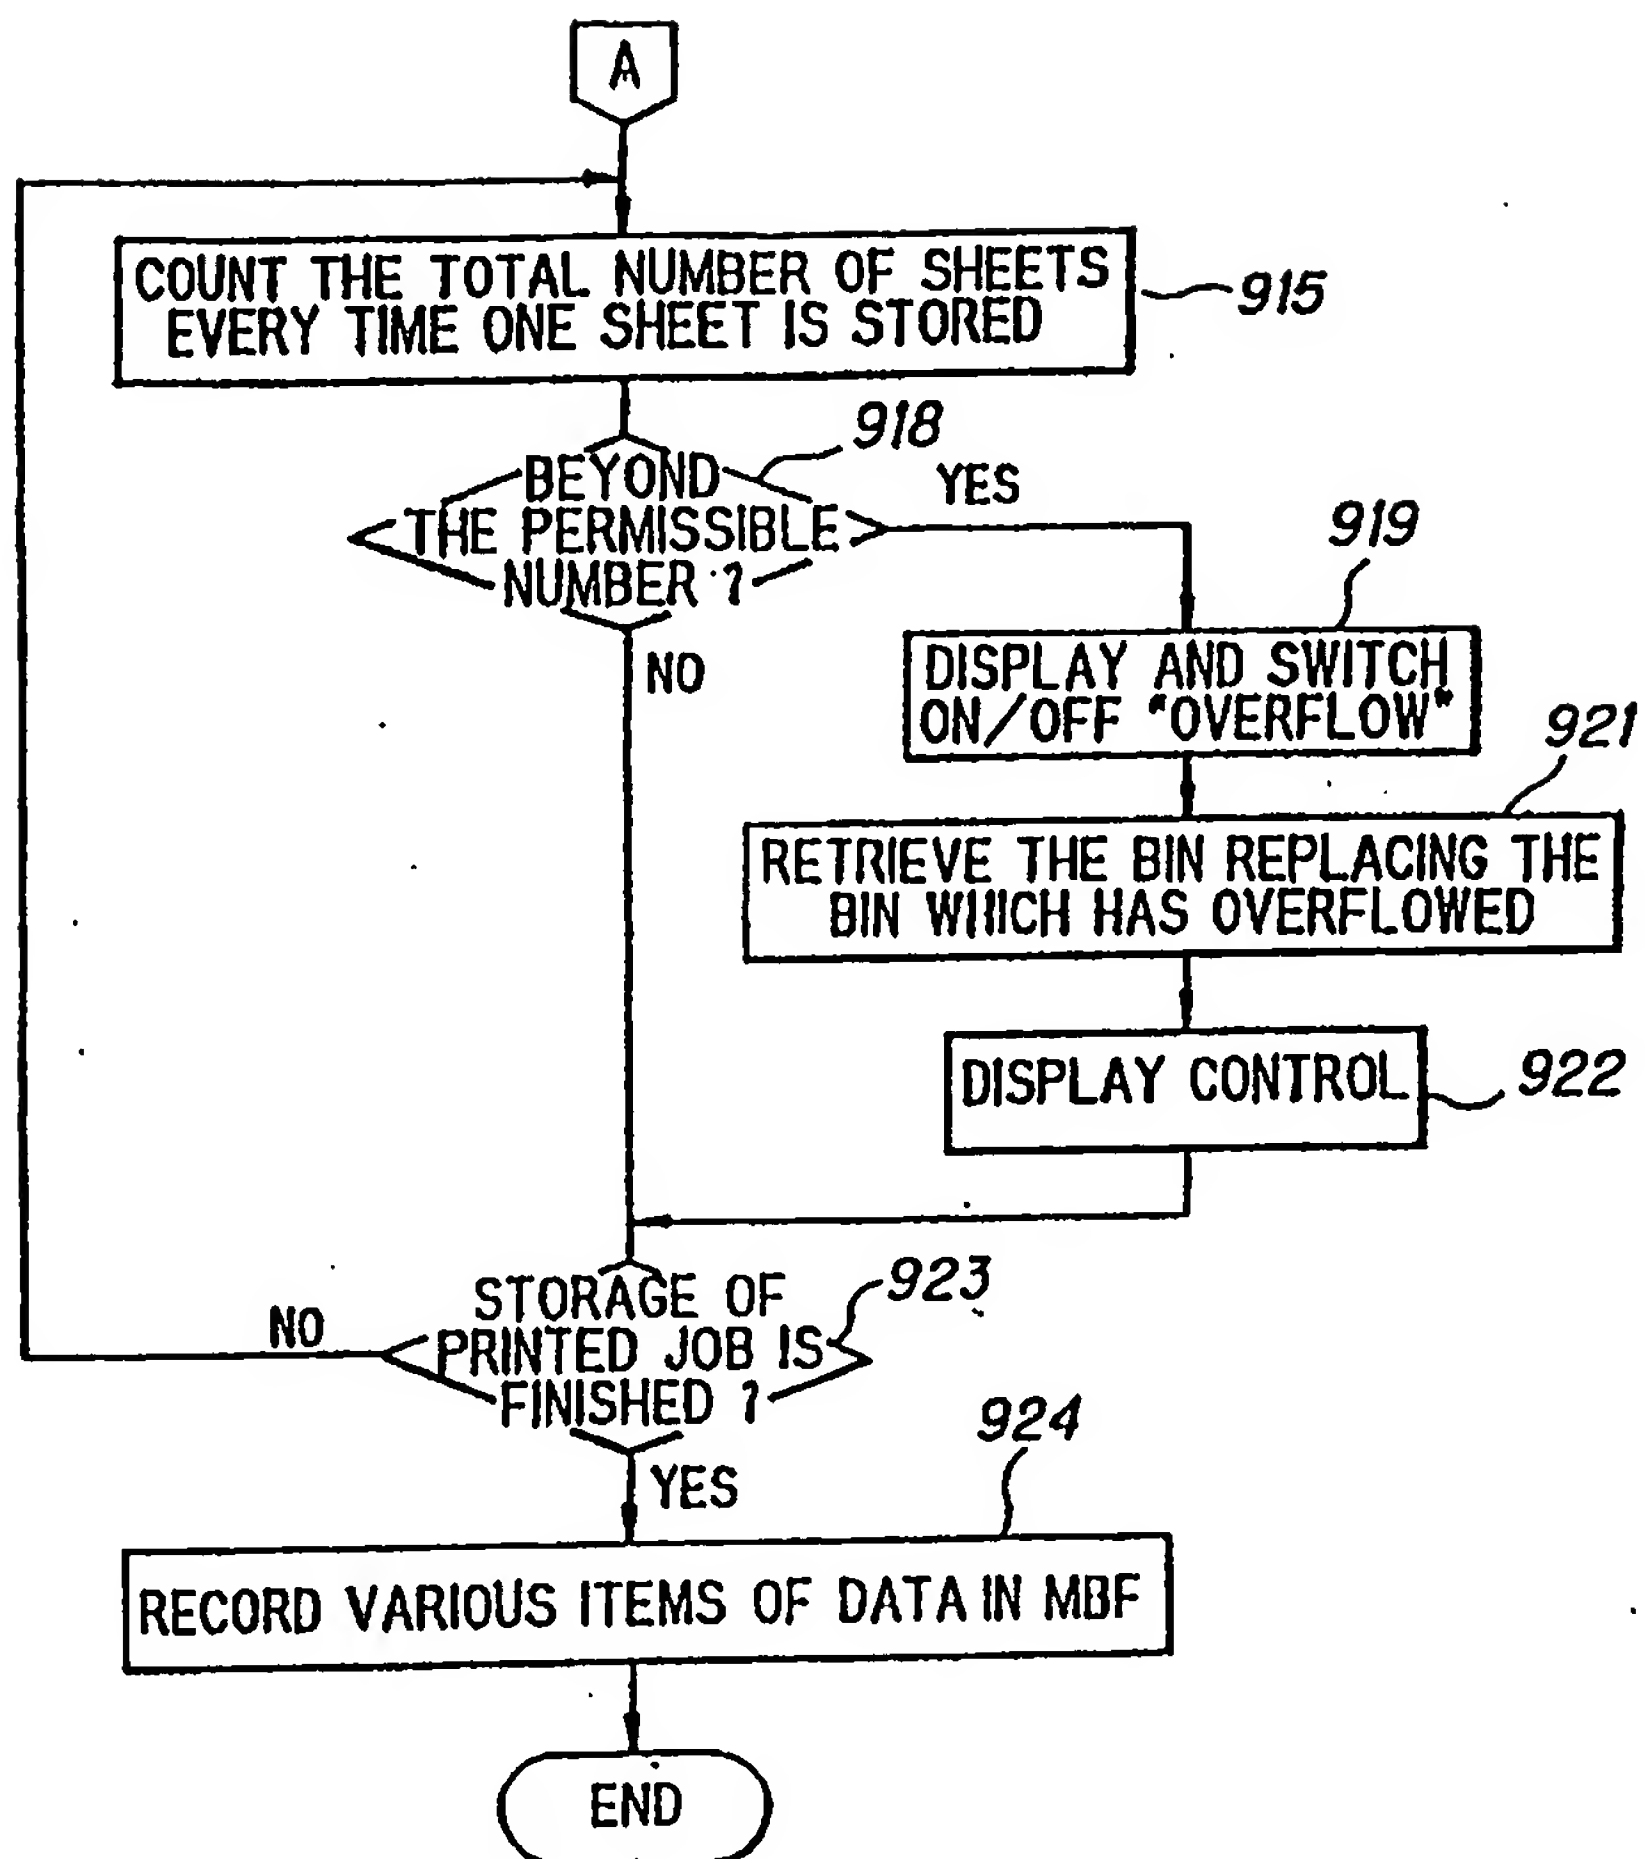 A
COUNT THE TOTAL NUMBER OF SHEETS
EVERY TIME ONE SHEET IS STORED
915
918
BEYOND
THE PERMISSIBLE
NUMBER ?
YES
NO
919
DISPLAY AND SWITCH
ON/OFF "OVERFLOW"
921
RETRIEVE THE BIN REPLACING THE
BIN WHICH HAS OVERFLOWED
DISPLAY CONTROL
922
STORAGE OF
PRINTED JOB IS
FINISHED ?
923
NO
YES
924
RECORD VARIOUS ITEMS OF DATA IN MBF
END